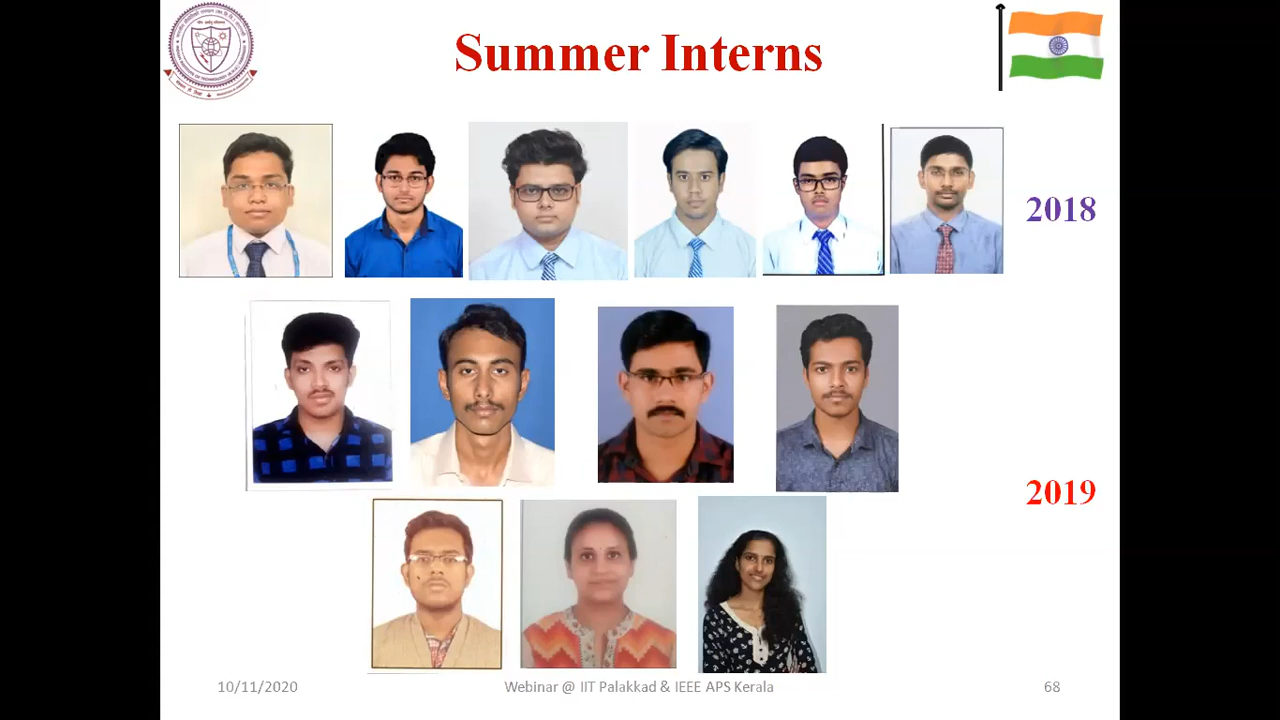 Summer Interns
2018
2019
10/11/2020
Webinar @ IIT Palakkad & IEEE APS Kerala
68